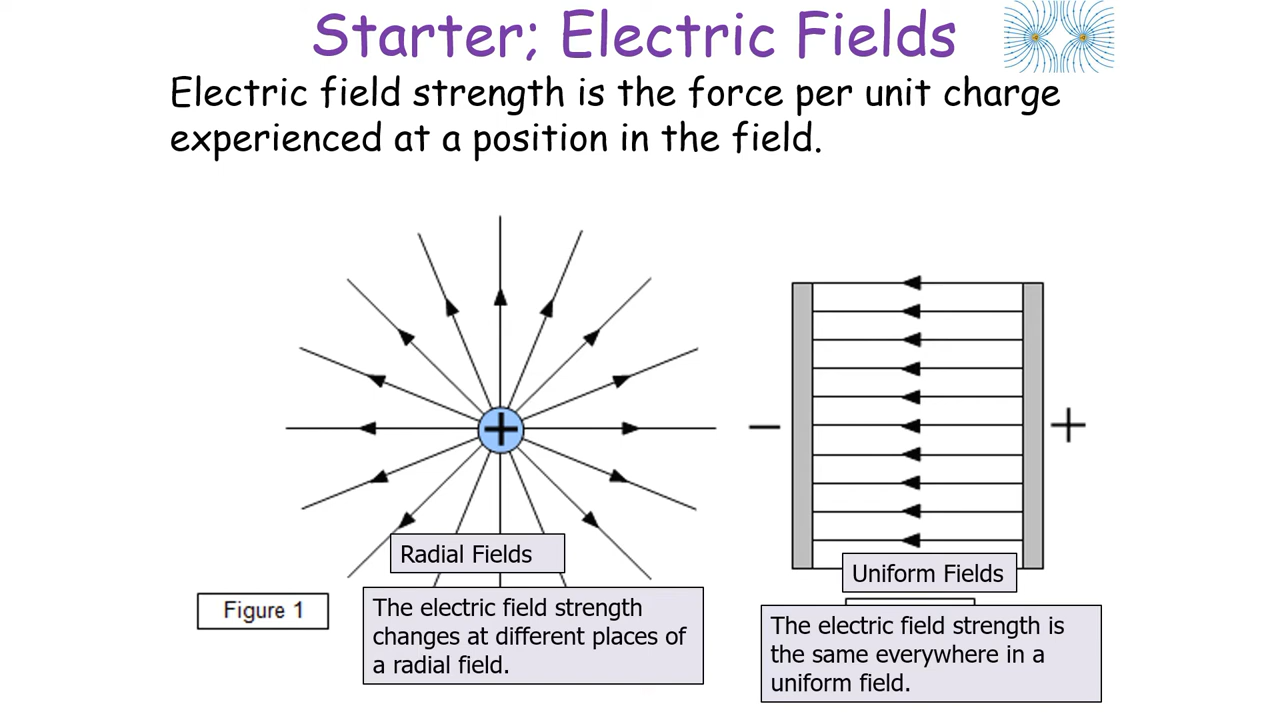 Starter; Electric Fields
Electric field strength is the force per unit charge
experienced at a position in the field.
+
−
+
Radial Fields
Uniform Fields
Figure 1
The electric field strength
changes at different places of
a radial field.
The electric field strength is
the same everywhere in a
uniform field.